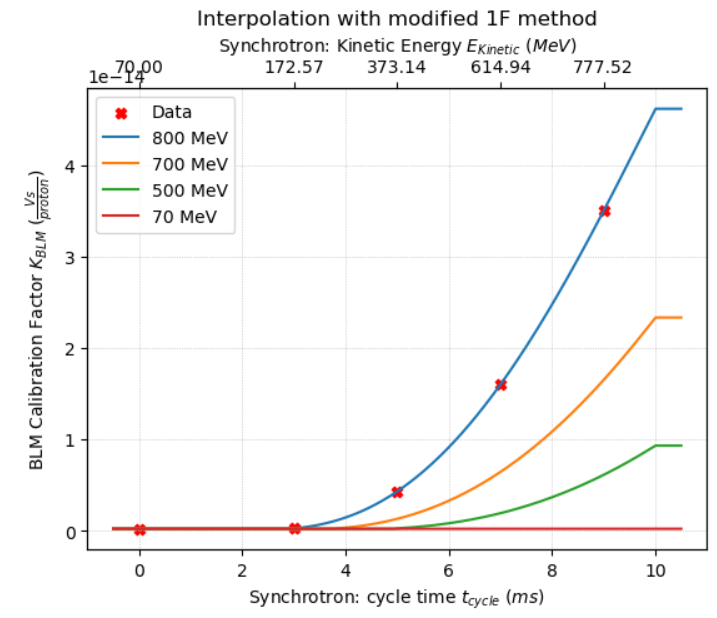 Interpolation with modified 1F method
Synchrotron: Kinetic Energy E_Kinetic (MeV)
70.00 172.57 373.14 614.94 777.52
1e−14
Data
800 MeV
700 MeV
500 MeV
70 MeV
BLM Calibration Factor K_BLM (Vs/proton)
4
3
2
1
0
0 2 4 6 8 10
Synchrotron: cycle time t_cycle (ms)